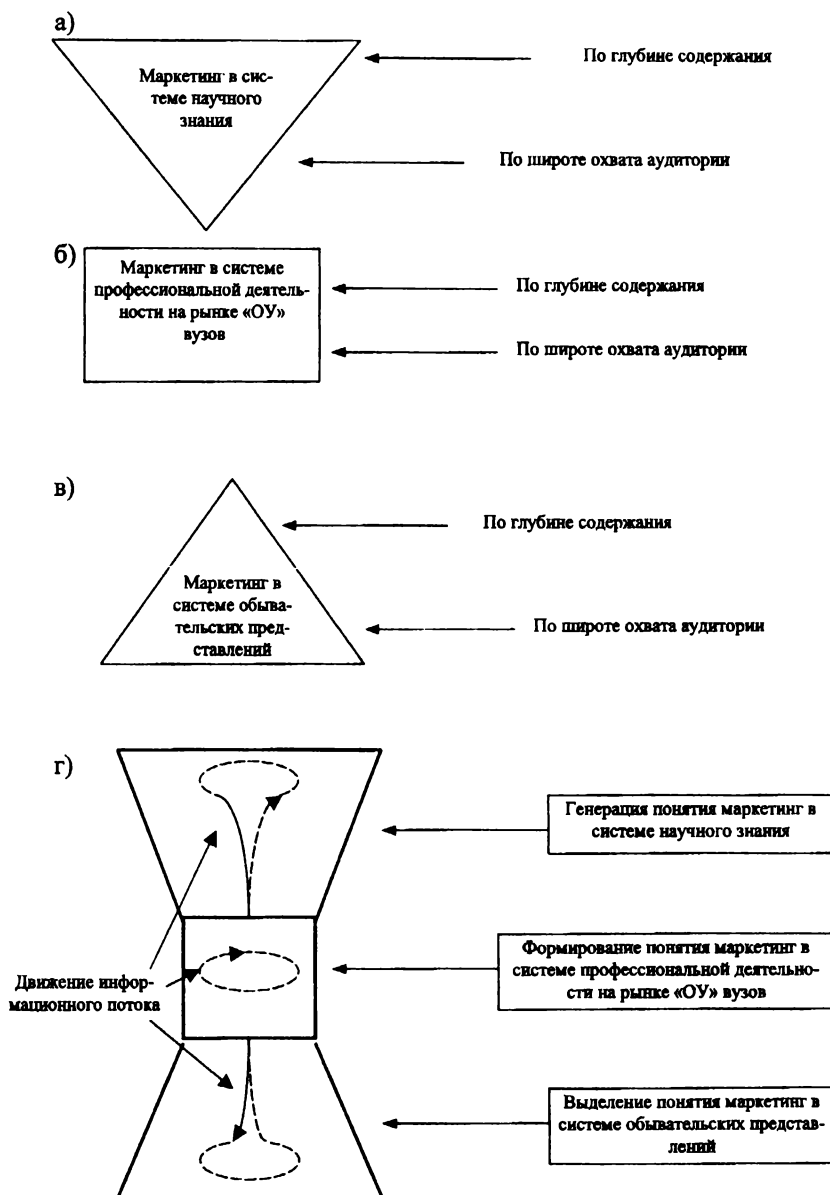 а)
Маркетинг в сис-
теме научного
знания
По глубине содержания
По широте охвата аудитории
б)
Маркетинг в системе
профессиональной деятель-
ности на рынке «ОУ»
вузов
По глубине содержания
По широте охвата аудитории
в)
Маркетинг в
системе обыва-
тельских пред-
ставлений
По глубине содержания
По широте охвата аудитории
г)
Генерация понятия маркетинг в
системе научного знания
Формирование понятия маркетинг в
системе профессиональной деятельно-
сти на рынке «ОУ» вузов
Движение инфор-
мационного потока
Выделение понятия маркетинг в
системе обывательских представ-
лений